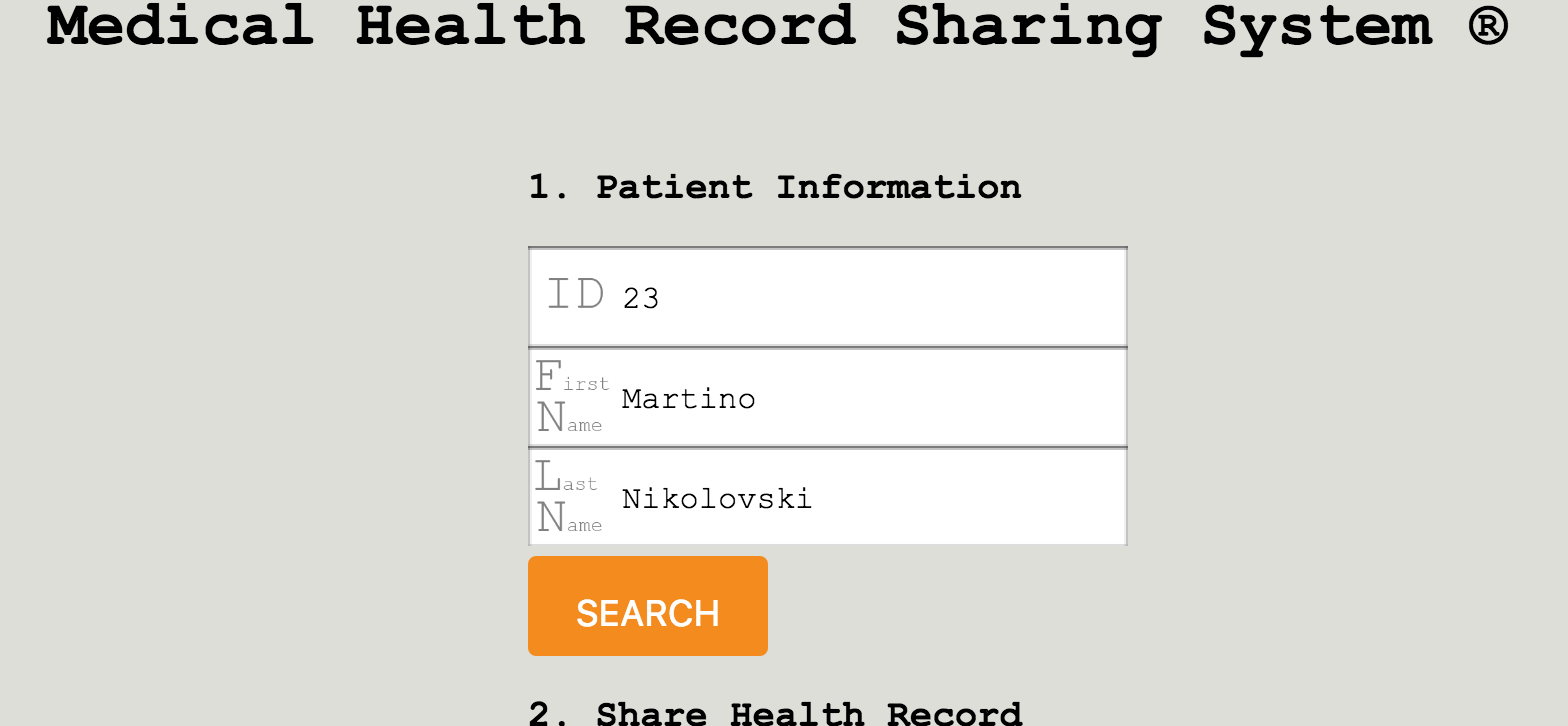 Medical Health Record Sharing System ®
1. Patient Information
ID 23
First
Name
Martino
Last
Name
Nikolovski
SEARCH
2. Share Health Record